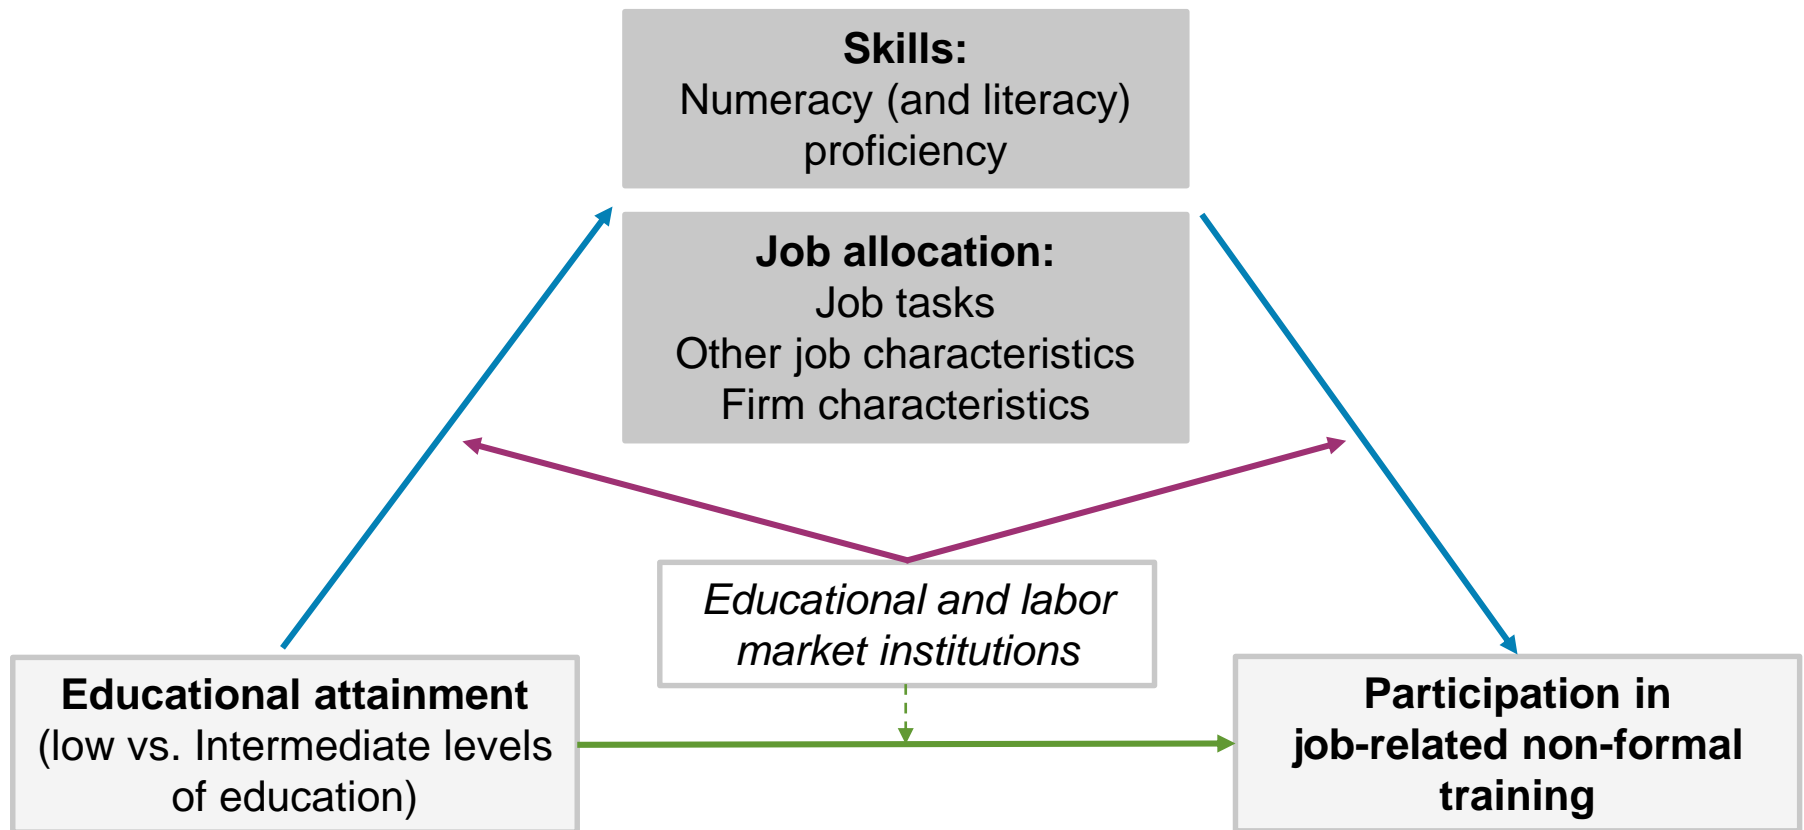 Skills:
Numeracy (and literacy)
proficiency
Job allocation:
Job tasks
Other job characteristics
Firm characteristics
Educational and labor
market institutions
Educational attainment
(low vs. Intermediate levels
of education)
Participation in
job-related non-formal
training